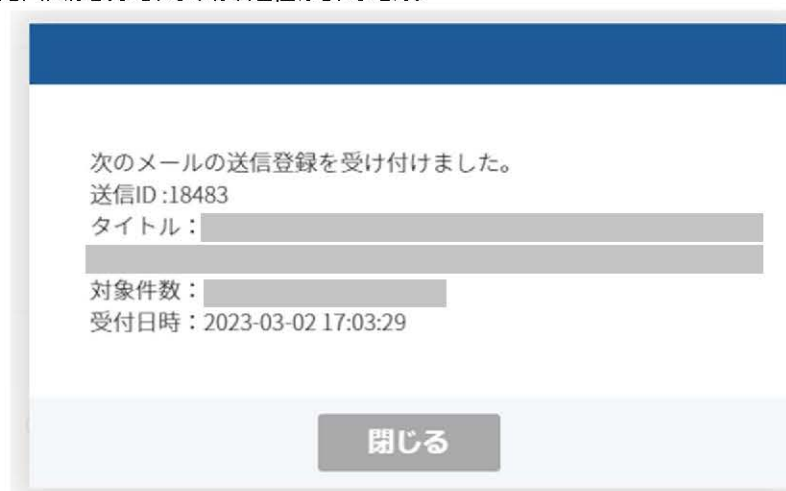 次のメールの送信登録を受け付けました。
送信ID :18483
タイトル：
対象件数：
受付日時：2023-03-02 17:03:29
閉じる